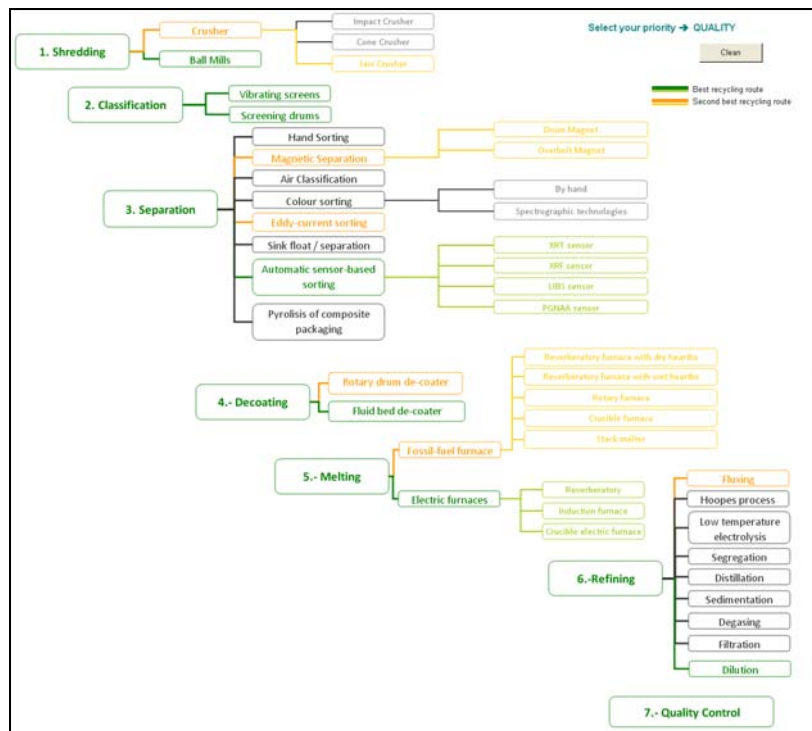 Select your priority → QUALITY
Clean
Best recycling route
Second best recycling route
1. Shredding
Crusher
Impact Crusher
Cone Crusher
Jaw Crusher
Ball Mills
2. Classification
Vibrating screens
Screening drums
3. Separation
Hand Sorting
Magnetic Separation
Drum Magnet
Overbelt Magnet
Air Classification
Colour sorting
By hand
Spectrographic technologies
Eddy-current sorting
Sink float / separation
Automatic sensor-based
sorting
XRT sensor
XRF sensor
LIBS sensor
PGNAA sensor
Pyrolisis of composite
packaging
4.- Decoating
Rotary drum de-coater
Fluid bed de-coater
5.- Melting
Fossil-fuel furnace
Reverberatory furnace with dry hearths
Reverberatory furnace with wet hearths
Rotary furnace
Crucible furnace
Stack melter
Electric furnaces
Reverberatory
Induction furnace
Crucible electric furnace
6.-Refining
Fluxing
Hoopes process
Low temperature
electrolysis
Segregation
Distillation
Sedimentation
Degasing
Filtration
Dilution
7.- Quality Control